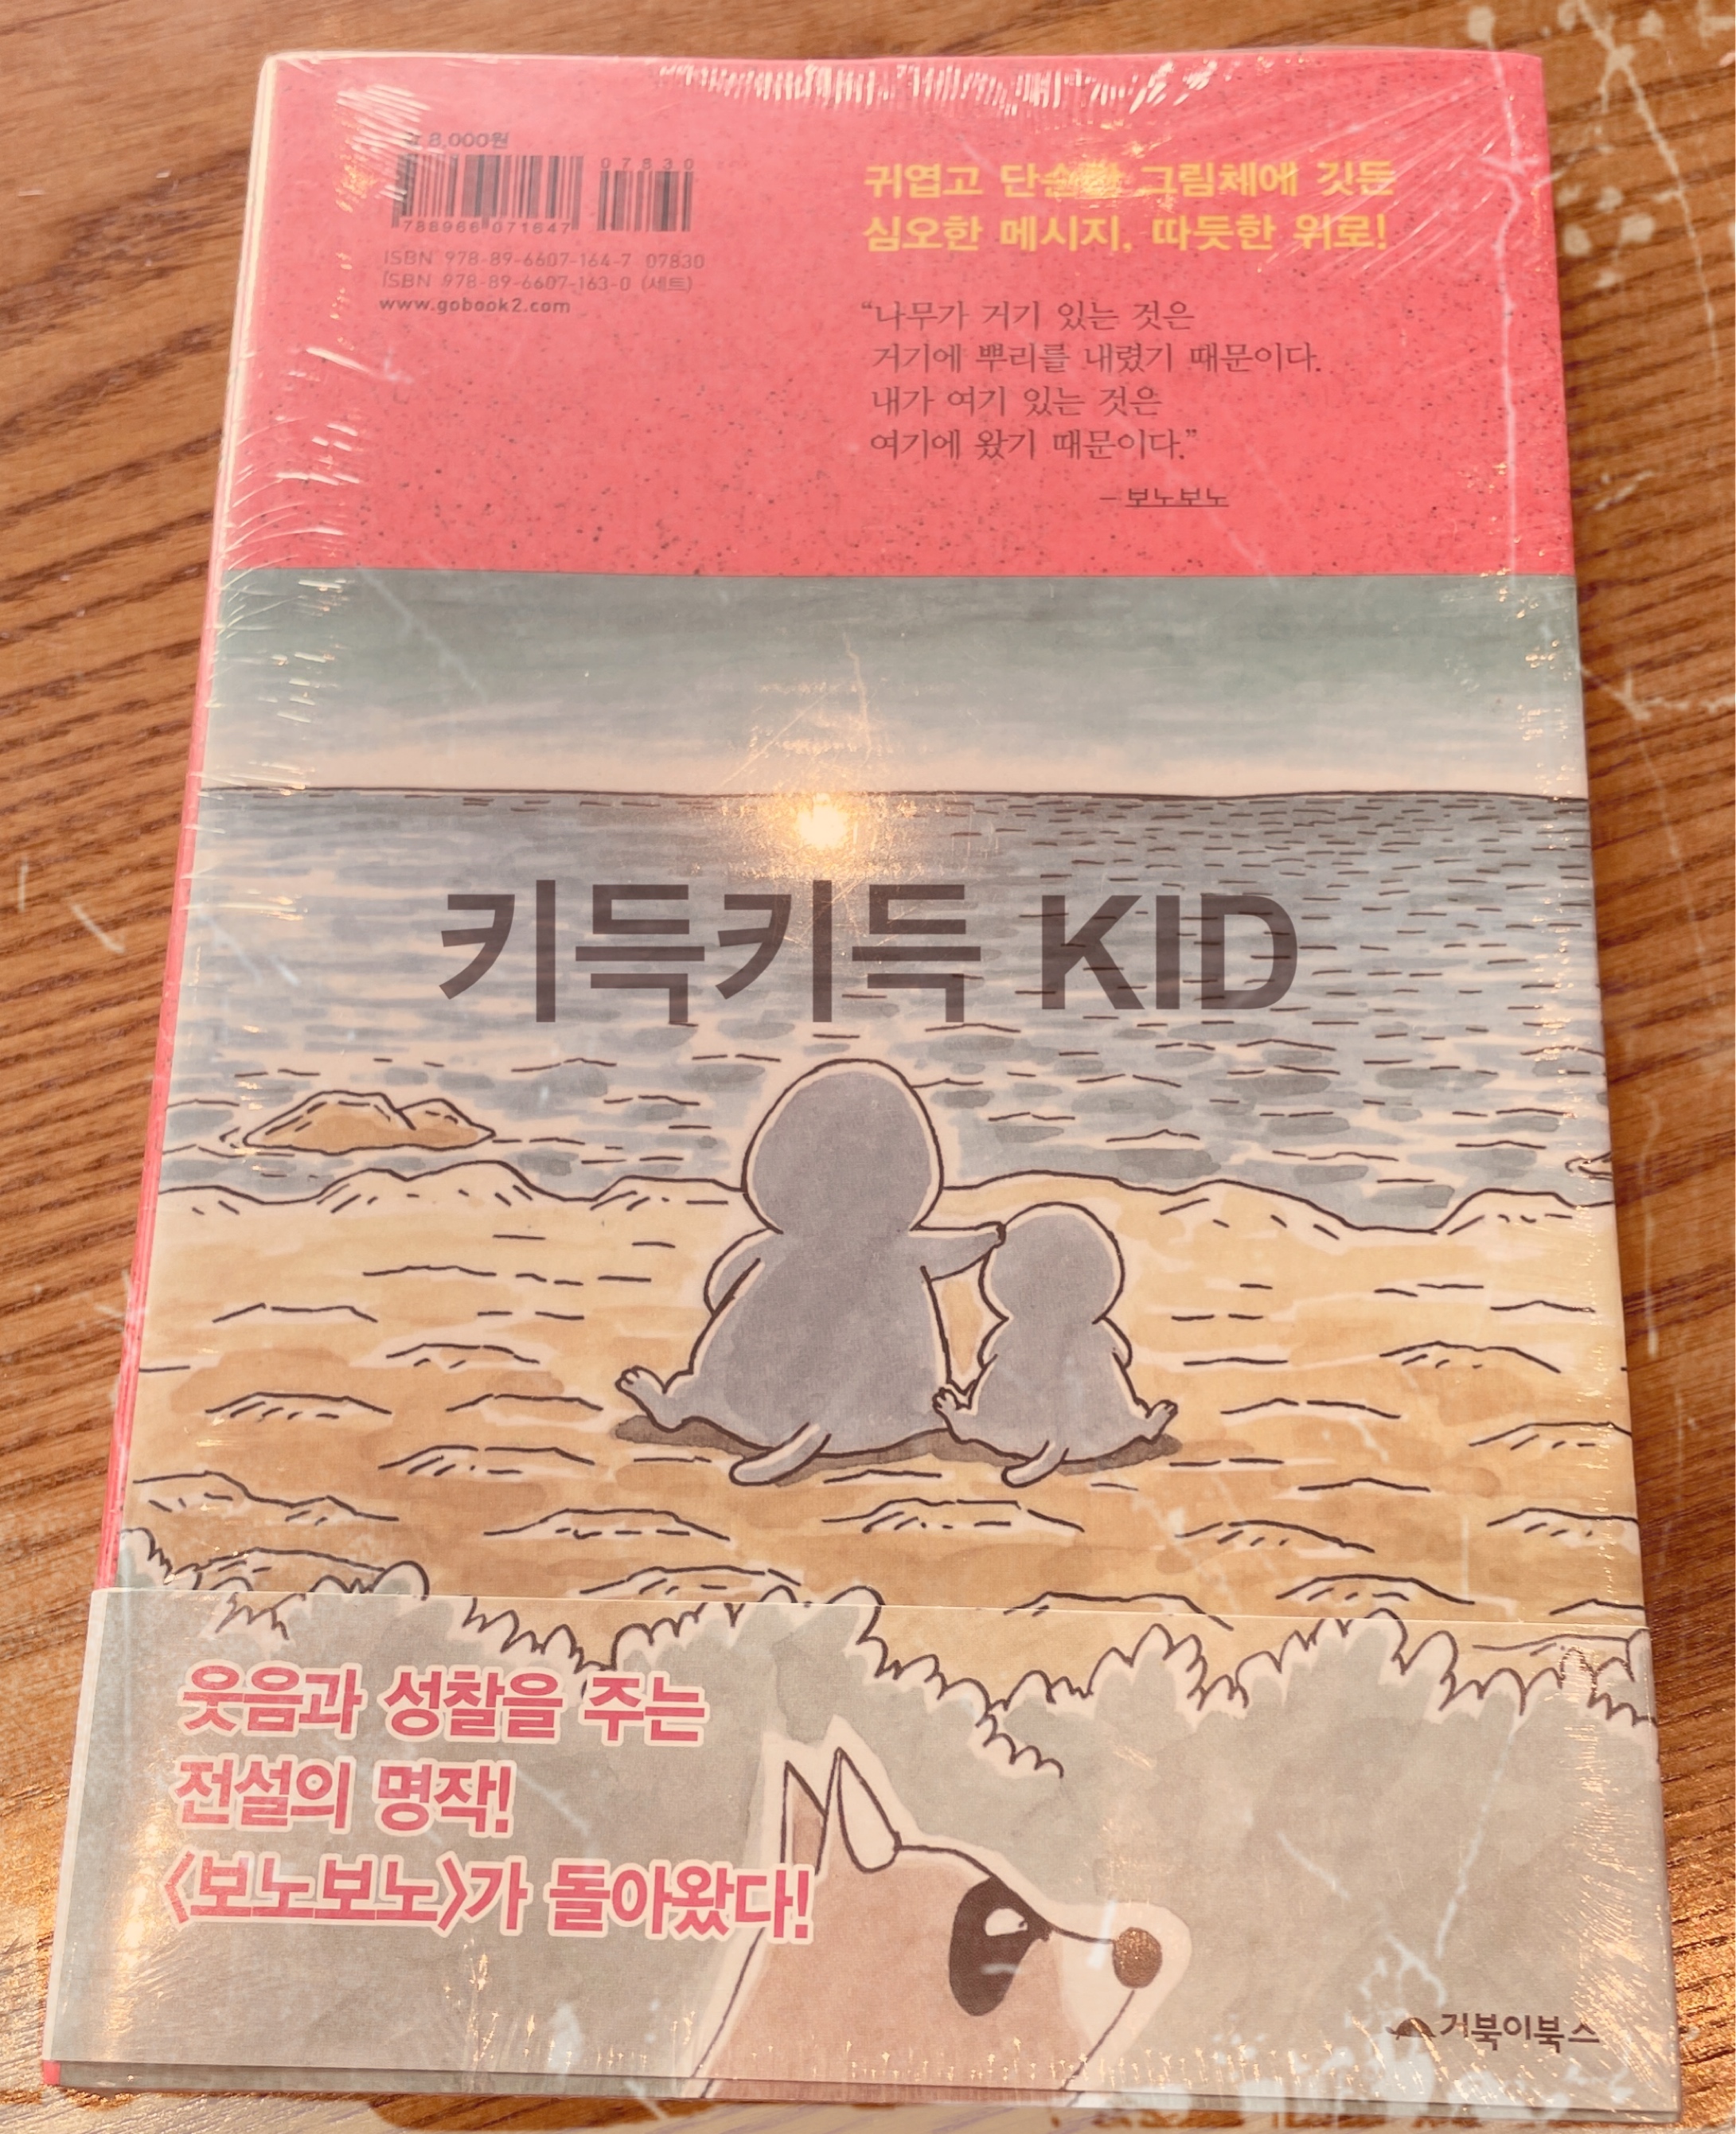 값 8,000원
07830
788966 071647
ISBN 978-89-6607-164-7 07830
ISBN 978-89-6607-163-0 (세트)
www.gobook2.com
귀엽고 단순한 그림체에 깃든
심오한 메시지, 따듯한 위로!
“나무가 거기 있는 것은
거기에 뿌리를 내렸기 때문이다.
내가 여기 있는 것은
여기에 왔기 때문이다.”
– 보노보노
키득키득 KID
웃음과 성찰을 주는
전설의 명작!
<보노보노>가 돌아왔다!
거북이북스